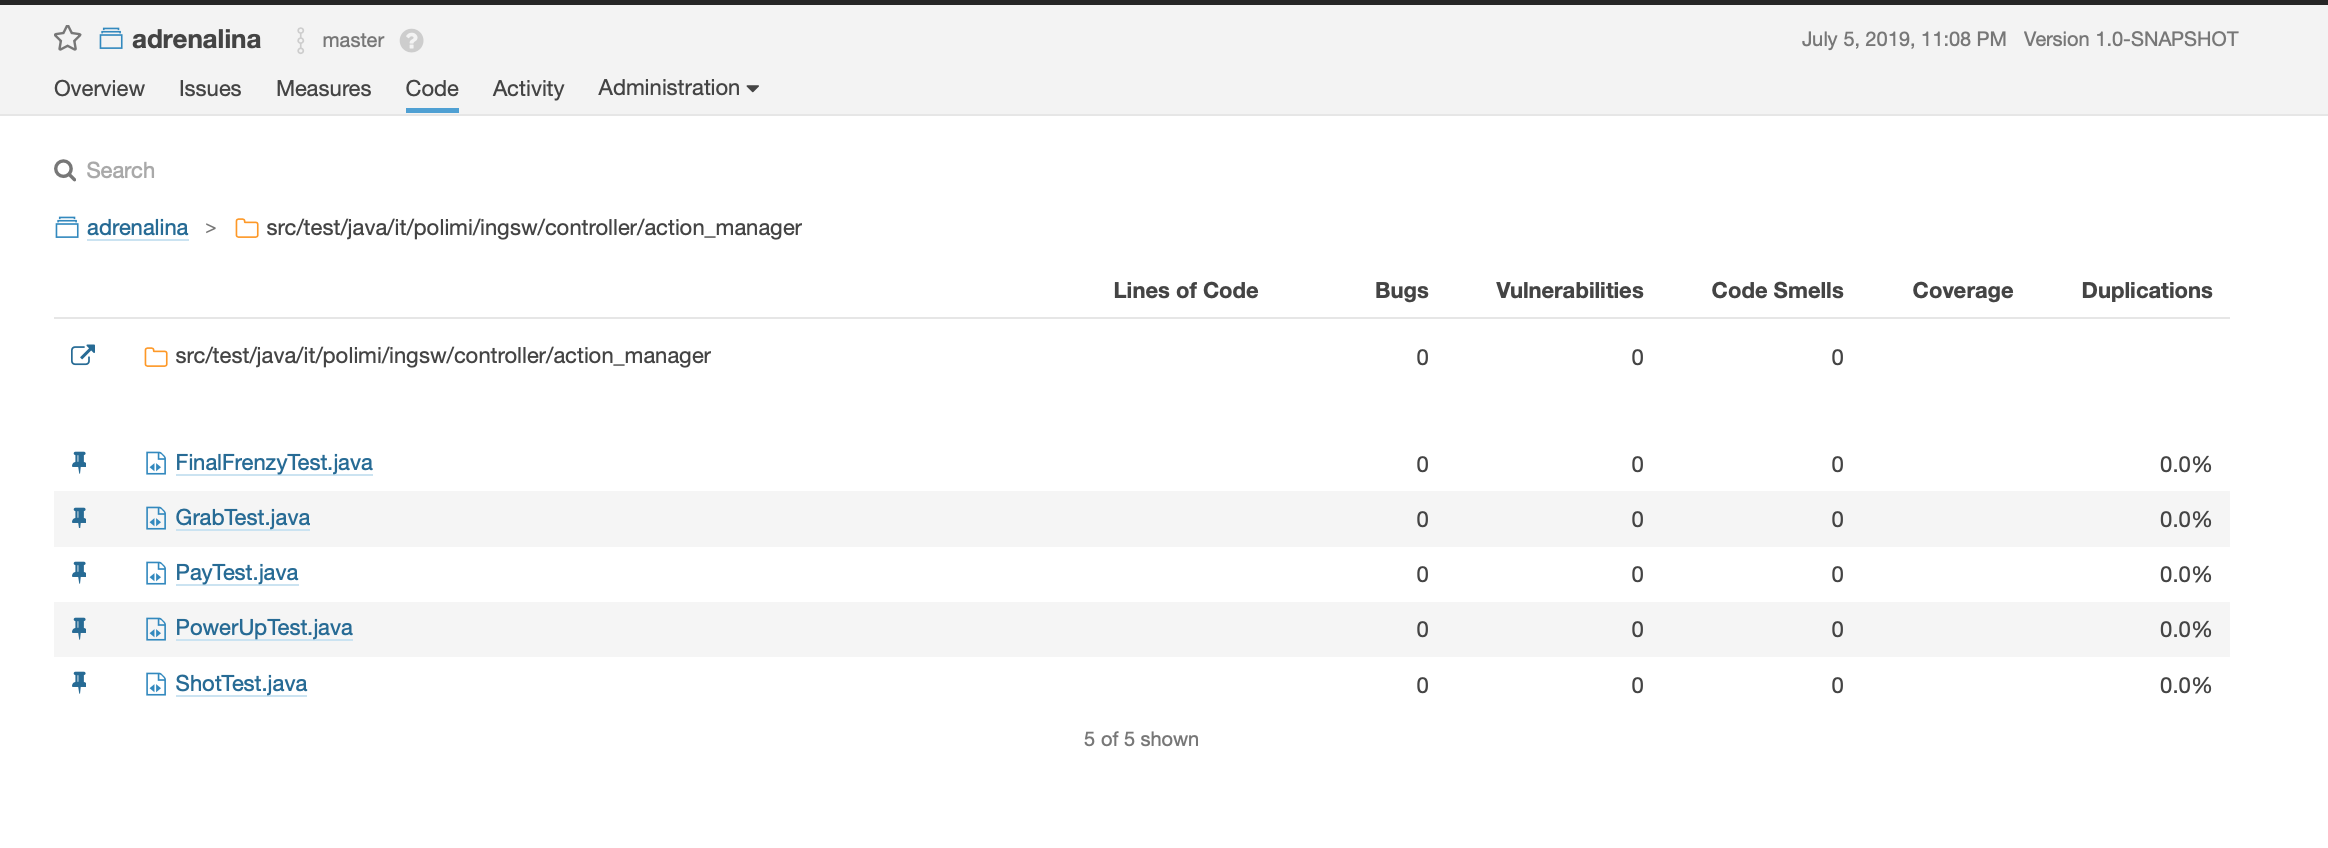 adrenalina master ? July 5, 2019, 11:08 PM Version 1.0-SNAPSHOT
Overview Issues Measures Code Activity Administration
Search
adrenalina > src/test/java/it/polimi/ingsw/controller/action_manager
Lines of Code Bugs Vulnerabilities Code Smells Coverage Duplications
src/test/java/it/polimi/ingsw/controller/action_manager 0 0 0
FinalFrenzyTest.java 0 0 0 0.0%
GrabTest.java 0 0 0 0.0%
PayTest.java 0 0 0 0.0%
PowerUpTest.java 0 0 0 0.0%
ShotTest.java 0 0 0 0.0%
5 of 5 shown